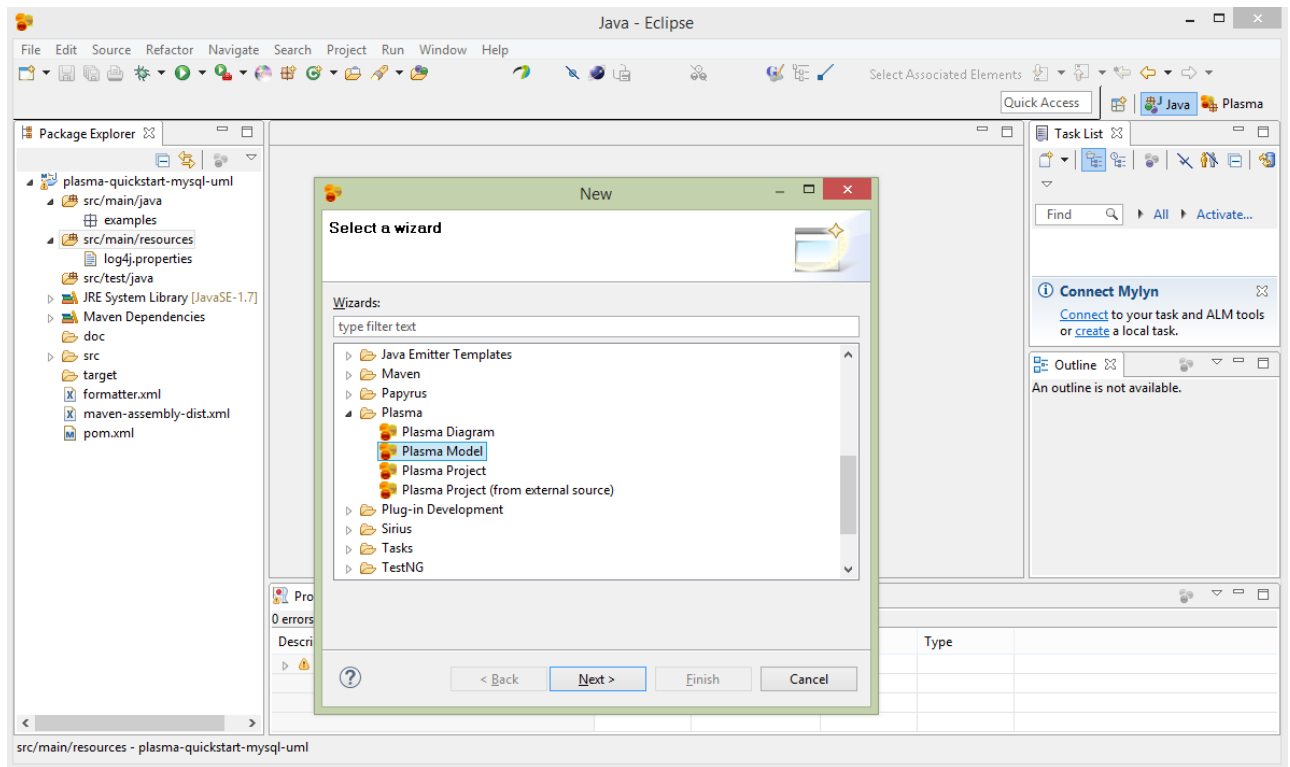 Java - Eclipse
File Edit Source Refactor Navigate Search Project Run Window Help
Select Associated Elements
Quick Access
Java
Plasma
Package Explorer
plasma-quickstart-mysql-uml
src/main/java
examples
src/main/resources
log4j.properties
src/test/java
JRE System Library [JavaSE-1.7]
Maven Dependencies
doc
src
target
formatter.xml
maven-assembly-dist.xml
pom.xml
New
Select a wizard
Wizards:
type filter text
Java Emitter Templates
Maven
Papyrus
Plasma
Plasma Diagram
Plasma Model
Plasma Project
Plasma Project (from external source)
Plug-in Development
Sirius
Tasks
TestNG
< Back
Next >
Finish
Cancel
Task List
Find
All
Activate...
Connect Mylyn
Connect to your task and ALM tools
or create a local task.
Outline
An outline is not available.
Pro
0 errors
Descri
Type
src/main/resources - plasma-quickstart-mysql-uml